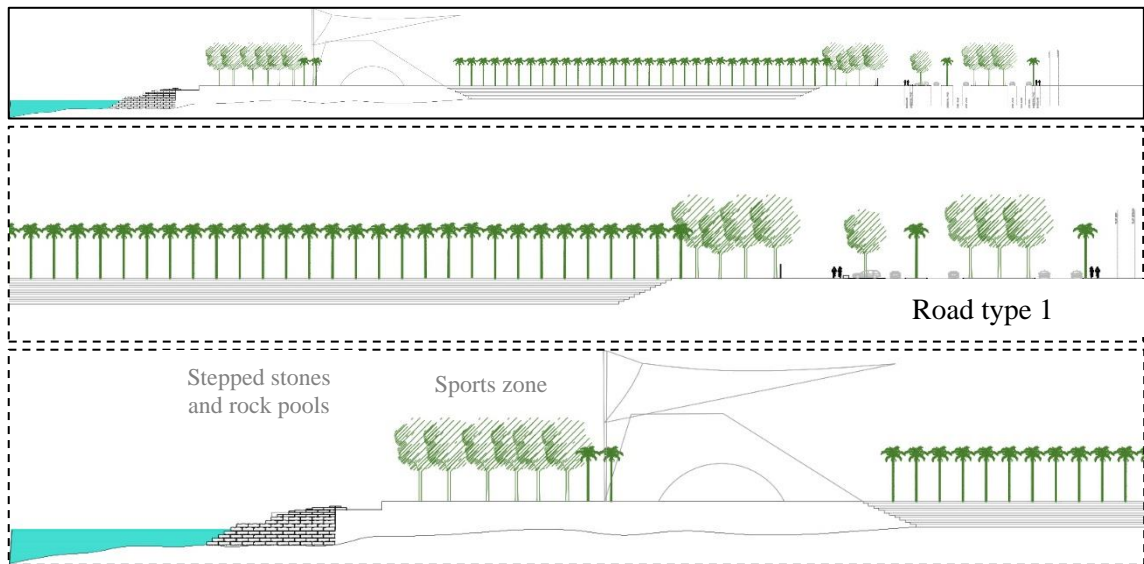 Road type 1
Stepped stones
and rock pools
Sports zone